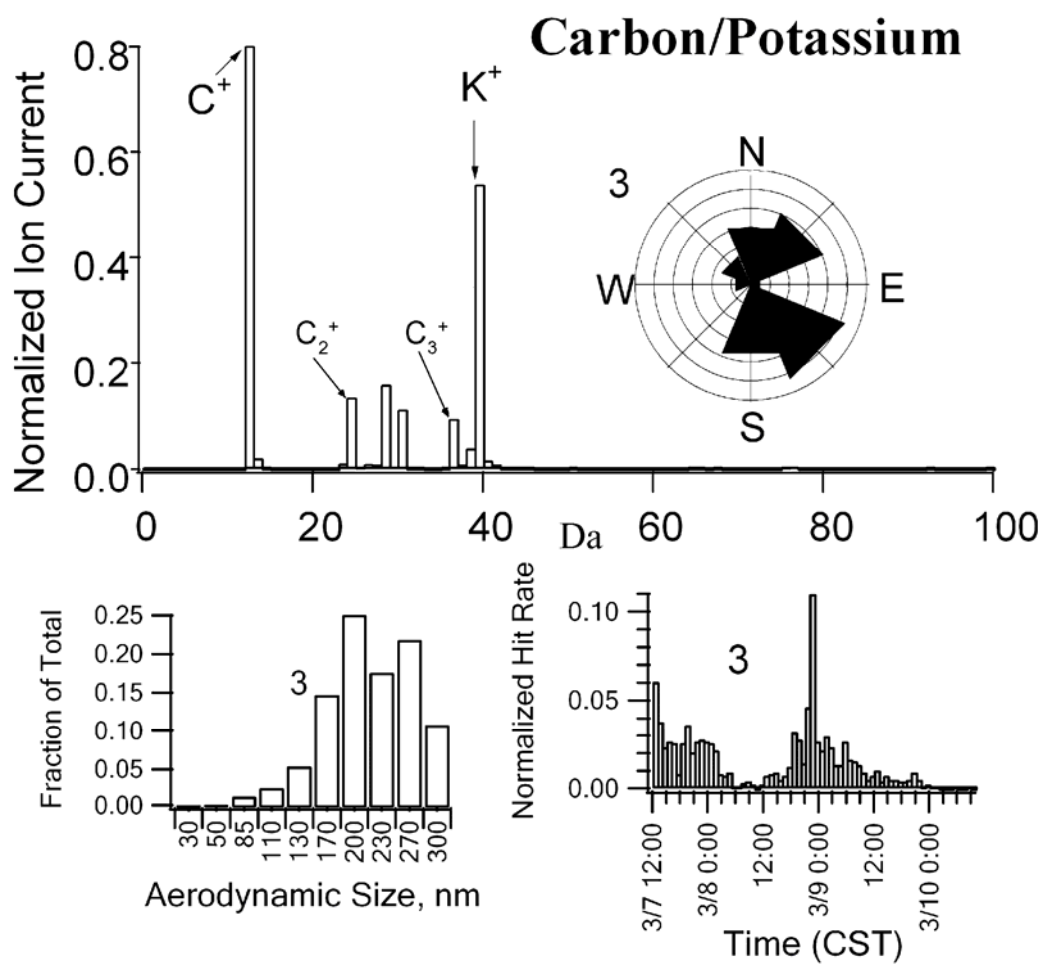 Carbon/Potassium
Normalized Ion Current
0.8
0.6
0.4
0.2
0.0
C+
C2+
C3+
K+
0 20 40 60 80 100
Da
3
N
W E
S
Fraction of Total
0.25
0.20
0.15
0.10
0.05
0.00
3
30 50 85 110 130 170 200 230 270 300
Aerodynamic Size, nm
Normalized Hit Rate
0.10
0.05
0.00
3
3/7 12:00 3/8 0:00 12:00 3/9 0:00 12:00 3/10 0:00
Time (CST)